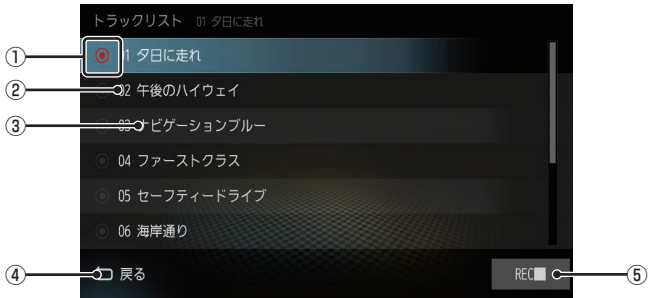 トラックリスト 01 夕日に走れ
① 01 夕日に走れ
② 02 午後のハイウェイ
③ 03 ナビゲーションブルー
04 ファーストクラス
05 セーフティードライブ
06 海岸通り
④ 戻る REC■ ⑤